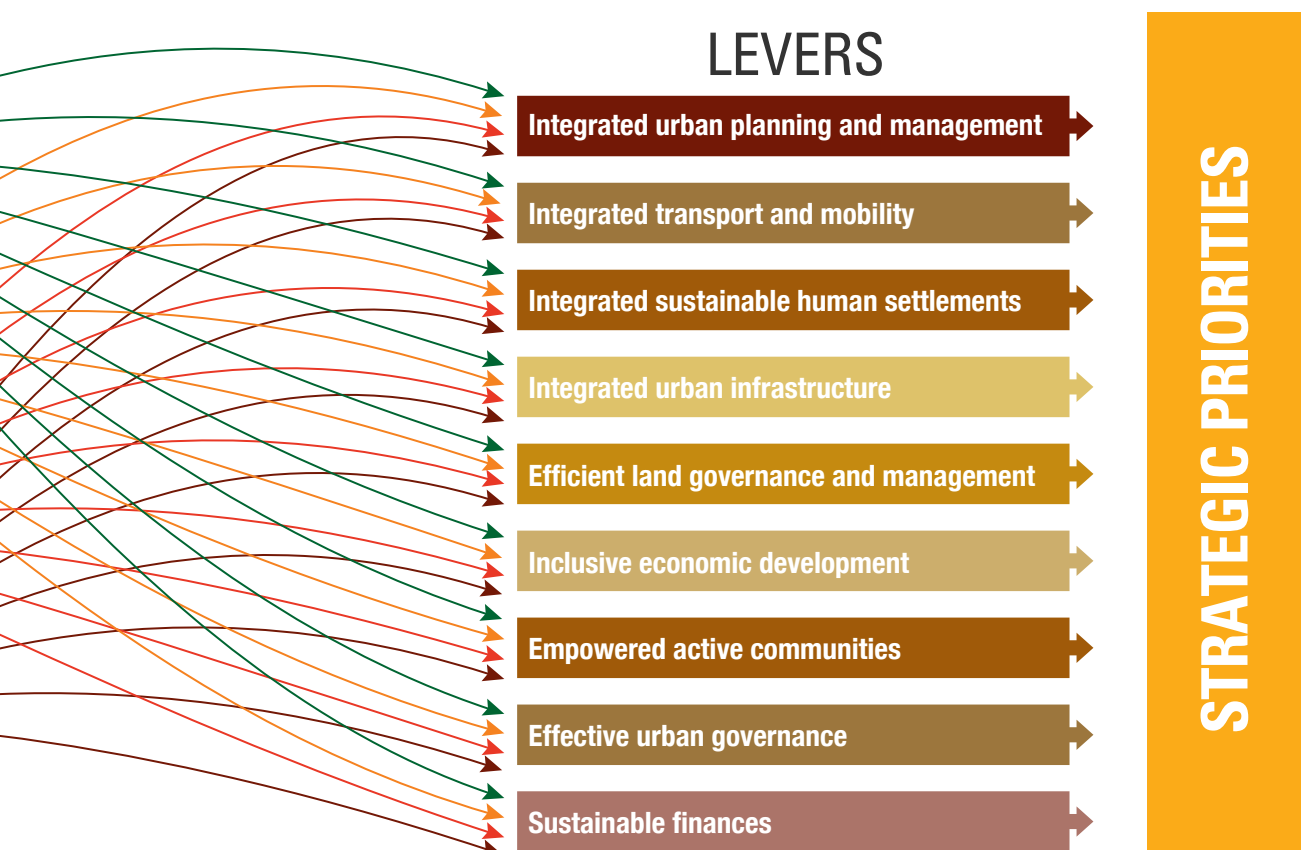 LEVERS
Integrated urban planning and management
Integrated transport and mobility
Integrated sustainable human settlements
Integrated urban infrastructure
Efficient land governance and management
Inclusive economic development
Empowered active communities
Effective urban governance
Sustainable finances
STRATEGIC PRIORITIES